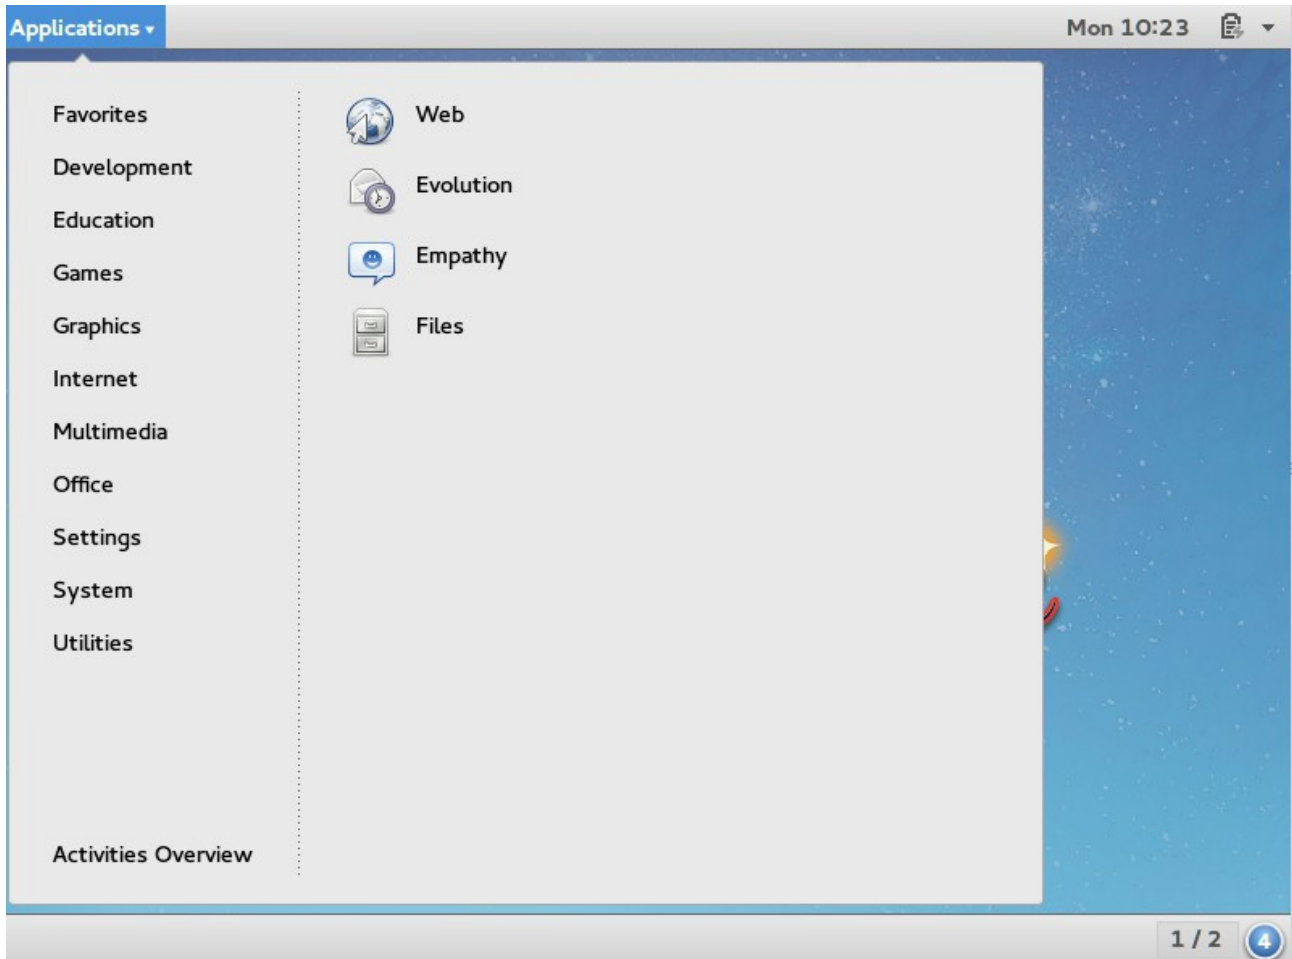 Applications
Mon 10:23
Favorites
Development
Education
Games
Graphics
Internet
Multimedia
Office
Settings
System
Utilities
Activities Overview
Web
Evolution
Empathy
Files
1 / 2
4